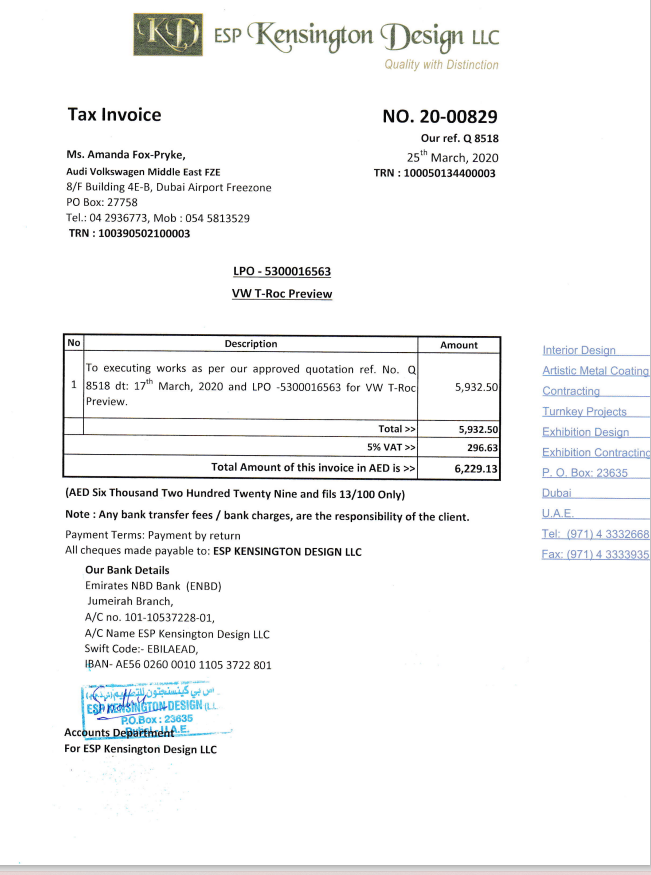 KD ESP Kensington Design LLC
Quality with Distinction
Tax Invoice
NO. 20-00829
Our ref. Q 8518
25th March, 2020
TRN : 100050134400003
Ms. Amanda Fox-Pryke,
Audi Volkswagen Middle East FZE
8/F Building 4E-B, Dubai Airport Freezone
PO Box: 27758
Tel.: 04 2936773, Mob : 054 5813529
TRN : 100390502100003
LPO - 5300016563
VW T-Roc Preview
No Description Amount
To executing works as per our approved quotation ref. No. Q
1 8518 dt: 17th March, 2020 and LPO -5300016563 for VW T-Roc 5,932.50
Preview.
Total >> 5,932.50
5% VAT >> 296.63
Total Amount of this invoice in AED is >> 6,229.13
(AED Six Thousand Two Hundred Twenty Nine and fils 13/100 Only)
Note : Any bank transfer fees / bank charges, are the responsibility of the client.
Payment Terms: Payment by return
All cheques made payable to: ESP KENSINGTON DESIGN LLC
Our Bank Details
Emirates NBD Bank (ENBD)
Jumeirah Branch,
A/C no. 101-10537228-01,
A/C Name ESP Kensington Design LLC
Swift Code:- EBILAEAD,
IBAN- AE56 0260 0010 1105 3722 801
ESP KENSINGTON DESIGN
P.O.Box : 23635
Dubai - U.A.E.
Accounts Department
For ESP Kensington Design LLC
Interior Design
Artistic Metal Coating
Contracting
Turnkey Projects
Exhibition Design
Exhibition Contracting
P. O. Box: 23635
Dubai
U.A.E.
Tel: (971) 4 3332668
Fax: (971) 4 3333935